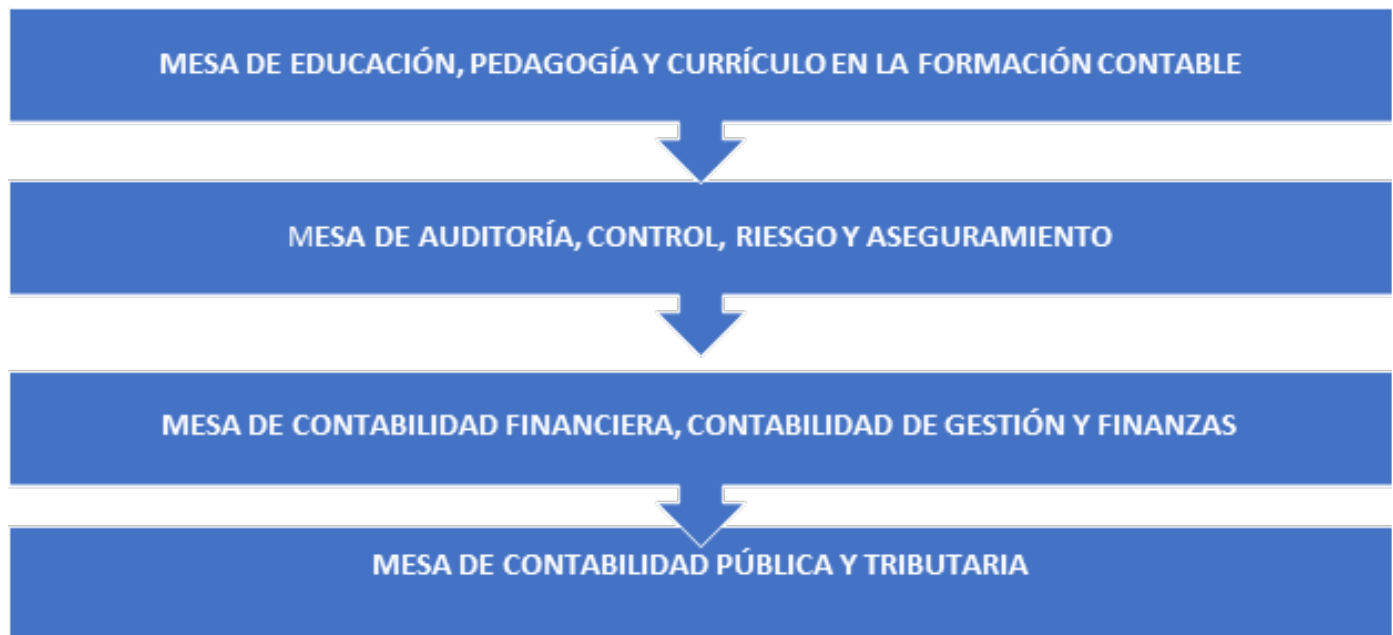 MESA DE EDUCACIÓN, PEDAGOGÍA Y CURRÍCULO EN LA FORMACIÓN CONTABLE
MESA DE AUDITORÍA, CONTROL, RIESGO Y ASEGURAMIENTO
MESA DE CONTABILIDAD FINANCIERA, CONTABILIDAD DE GESTIÓN Y FINANZAS
MESA DE CONTABILIDAD PÚBLICA Y TRIBUTARIA